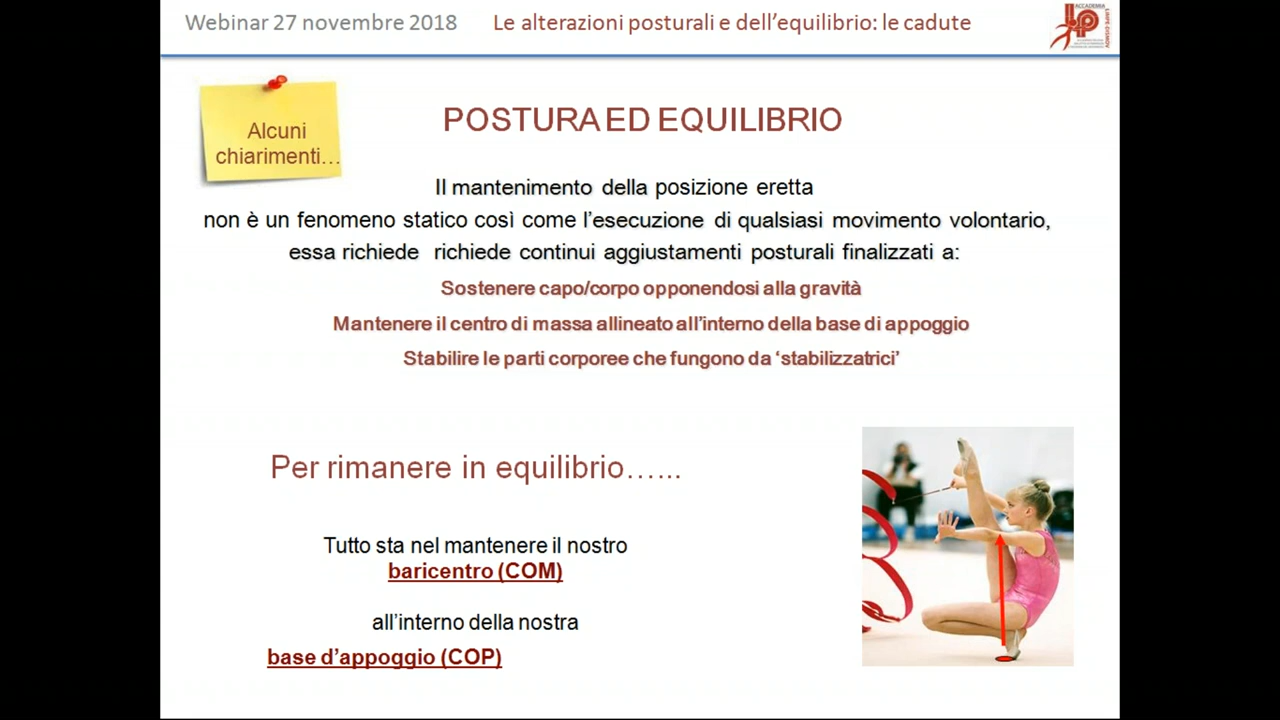 Webinar 27 novembre 2018 Le alterazioni posturali e dell'equilibrio: le cadute
ACCADEMIA
LIMPE-DISMOV
Alcuni
chiarimenti…
POSTURA ED EQUILIBRIO
Il mantenimento della posizione eretta
non è un fenomeno statico così come l'esecuzione di qualsiasi movimento volontario,
essa richiede richiede continui aggiustamenti posturali finalizzati a:
Sostenere capo/corpo opponendosi alla gravità
Mantenere il centro di massa allineato all'interno della base di appoggio
Stabilire le parti corporee che fungono da 'stabilizzatrici'
Per rimanere in equilibrio…...
Tutto sta nel mantenere il nostro
baricentro (COM)
all'interno della nostra
base d'appoggio (COP)